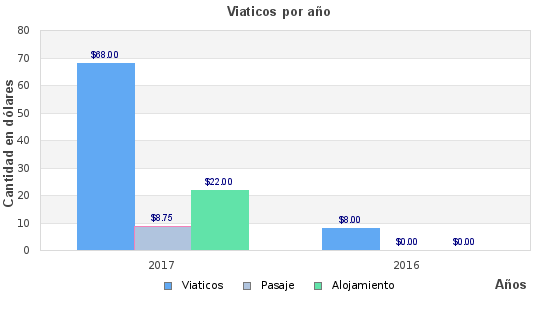 Viaticos por año
Cantidad en dólares
80
70
60
50
40
30
20
10
0
$68.00
$8.75
$22.00
$8.00
$0.00
$0.00
2017
2016
Años
Viaticos
Pasaje
Alojamiento